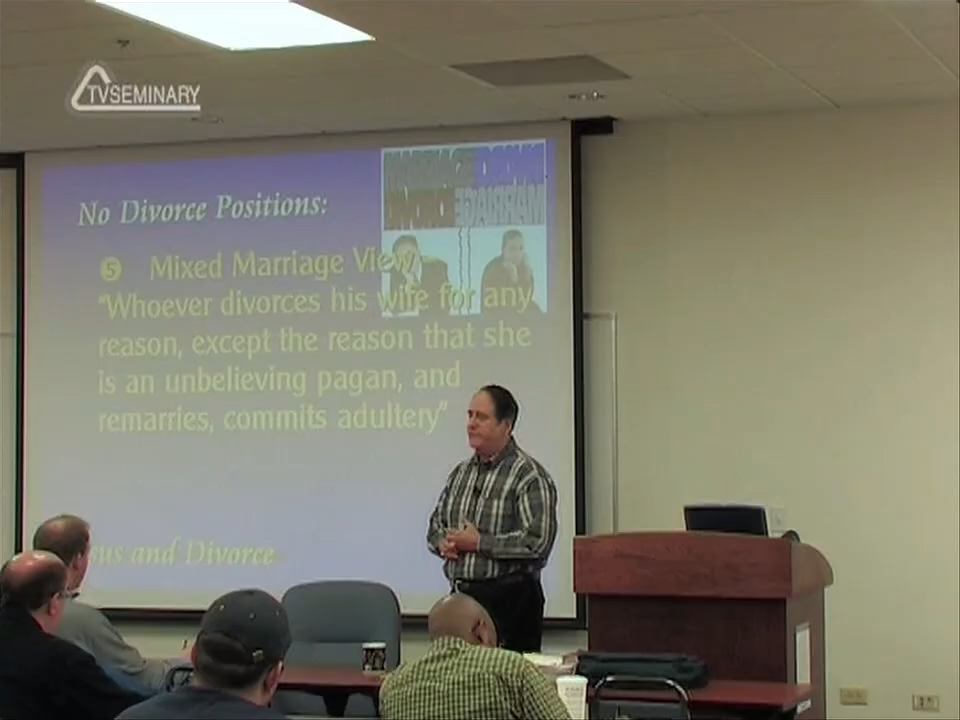 TVSEMINARY
No Divorce Positions:
5 Mixed Marriage View
"Whoever divorces his wife for any
reason, except the reason that she
is an unbelieving pagan, and
remarries, commits adultery"
and Divorce